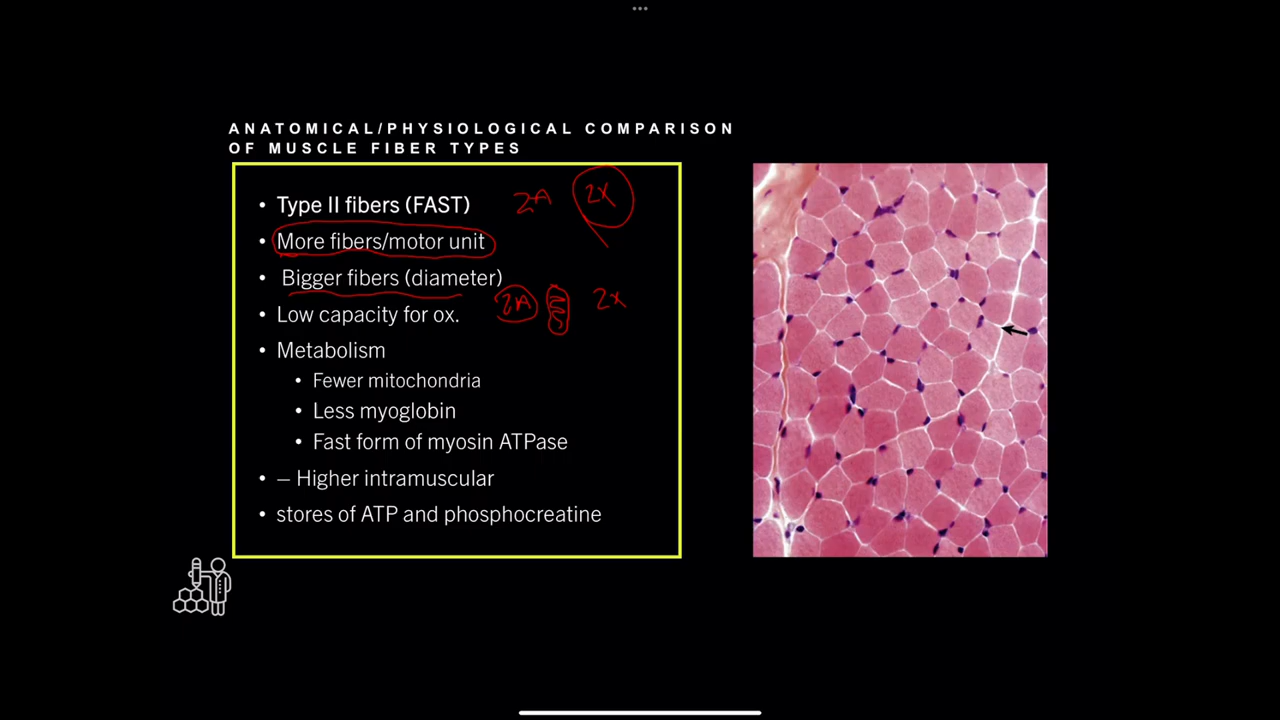 ANATOMICAL/PHYSIOLOGICAL COMPARISON
OF MUSCLE FIBER TYPES
• Type II fibers (FAST) 2A 2X
• More fibers/motor unit
• Bigger fibers (diameter)
2A 2X
• Low capacity for ox.
• Metabolism
• Fewer mitochondria
• Less myoglobin
• Fast form of myosin ATPase
• – Higher intramuscular
• stores of ATP and phosphocreatine